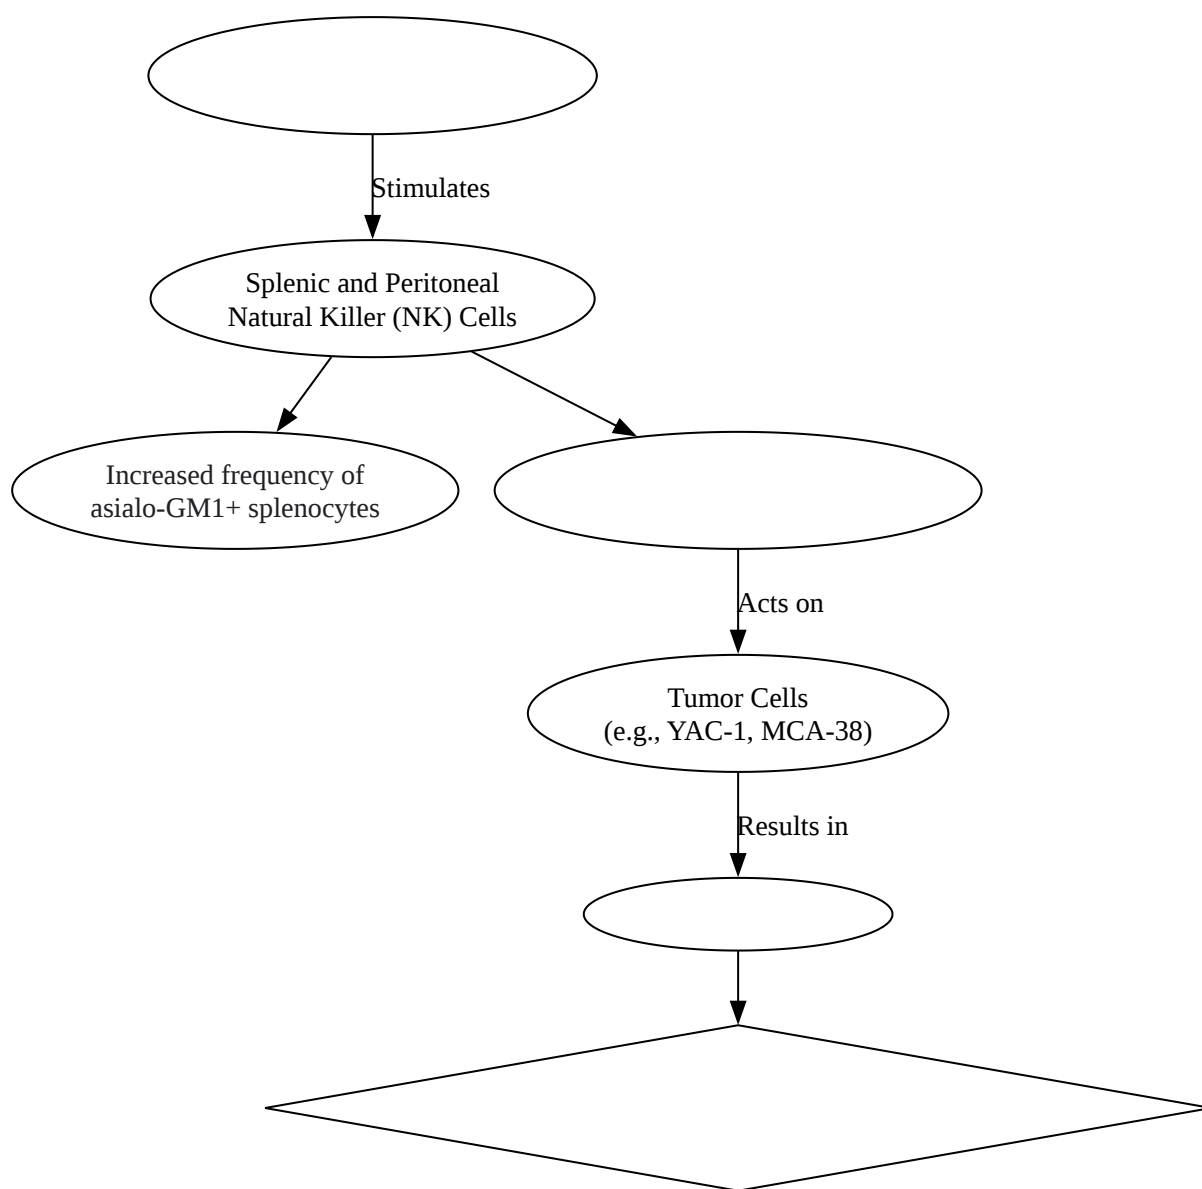 Stimulates
Splenic and Peritoneal
Natural Killer (NK) Cells
Increased frequency of
asialo-GM1+ splenocytes
Acts on
Tumor Cells
(e.g., YAC-1, MCA-38)
Results in